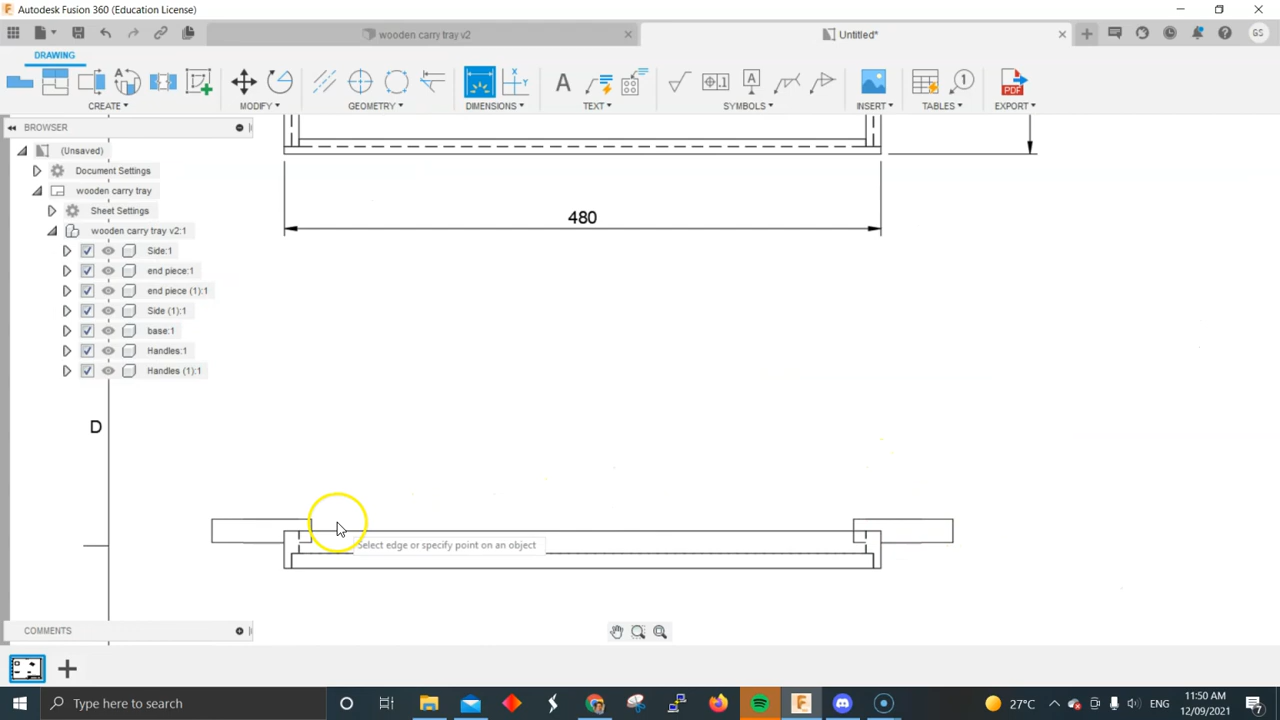 Autodesk Fusion 360 (Education License)
wooden carry tray v2
Untitled*
GS
DRAWING
CREATE
MODIFY
GEOMETRY
DIMENSIONS
TEXT
SYMBOLS
INSERT
TABLES
EXPORT
BROWSER
(Unsaved)
Document Settings
wooden carry tray
Sheet Settings
wooden carry tray v2:1
Side:1
end piece:1
end piece (1):1
Side (1):1
base:1
Handles:1
Handles (1):1
480
D
Select edge or specify point on an object
COMMENTS
Type here to search
27°C
ENG
11:50 AM
12/09/2021